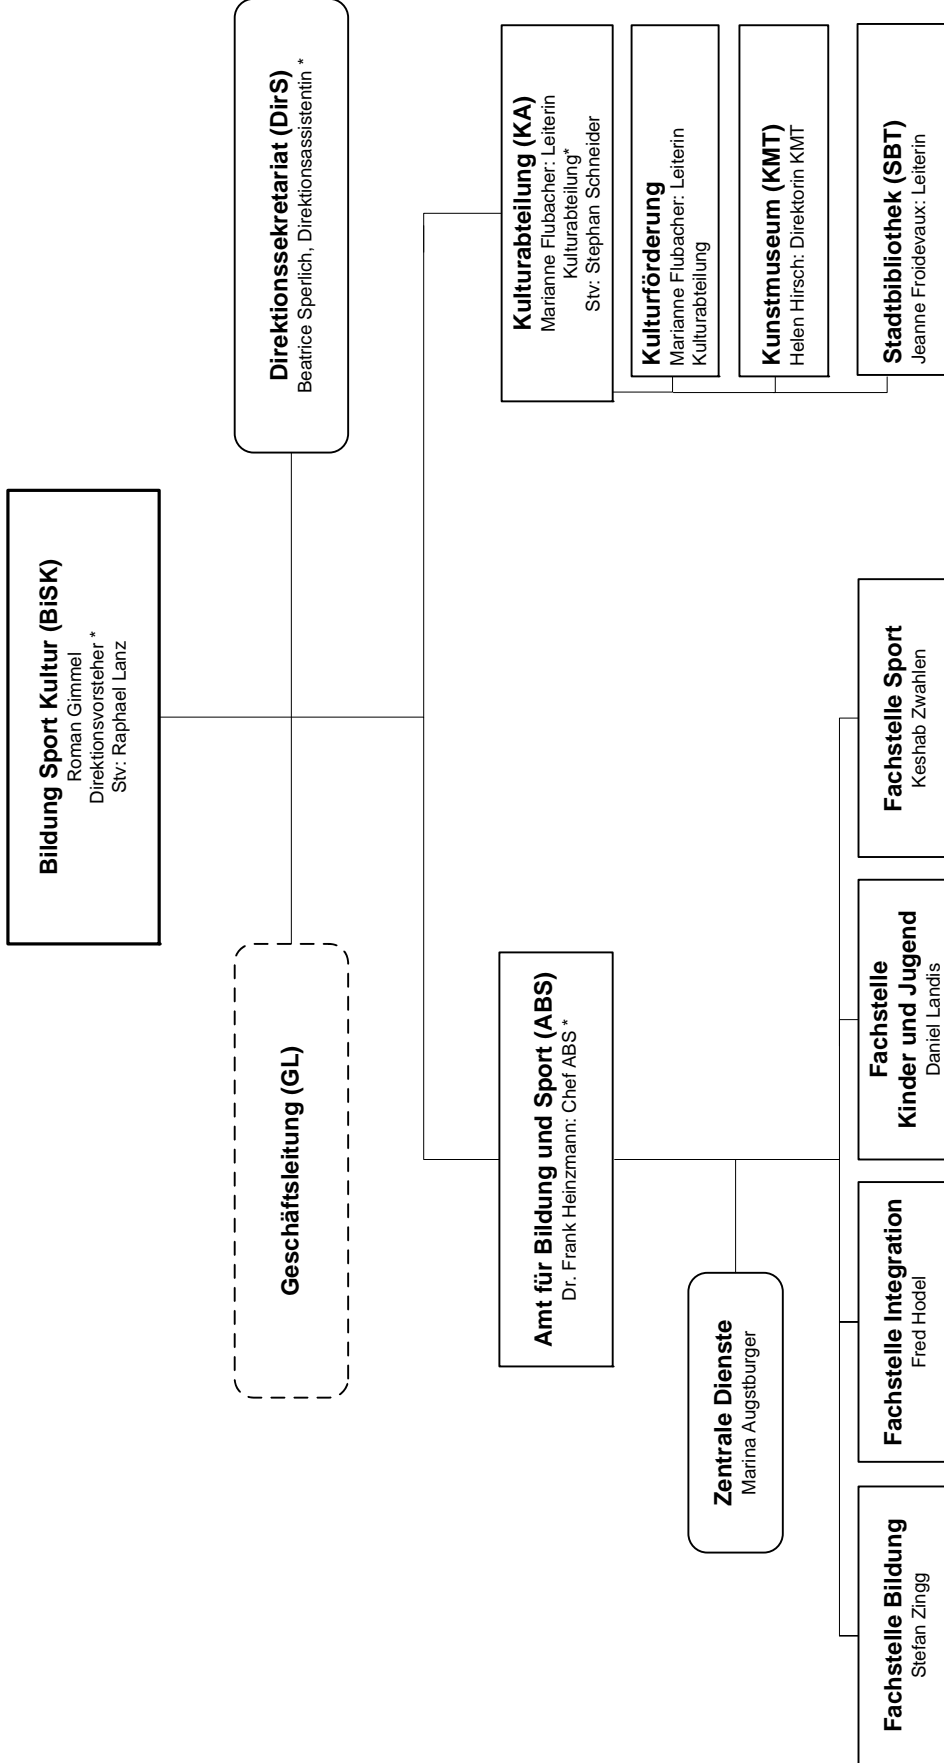 Bildung Sport Kultur (BiSK)
Roman Gimmel
Direktionsvorsteher *
Stv: Raphael Lanz
Geschäftsleitung (GL)
Direktionssekretariat (DirS)
Beatrice Sperlich, Direktionsassistentin *
Amt für Bildung und Sport (ABS)
Dr. Frank Heinzmann: Chef ABS *
Kulturabteilung (KA)
Marianne Flubacher: Leiterin
Kulturabteilung*
Stv: Stephan Schneider
Kulturförderung
Marianne Flubacher: Leiterin
Kulturabteilung
Zentrale Dienste
Marina Augstburger
Kunstmuseum (KMT)
Helen Hirsch: Direktorin KMT
Fachstelle Bildung
Stefan Zingg
Fachstelle Integration
Fred Hodel
Fachstelle
Kinder und Jugend
Daniel Landis
Fachstelle Sport
Keshab Zwahlen
Stadtbibliothek (SBT)
Jeanne Froidevaux: Leiterin